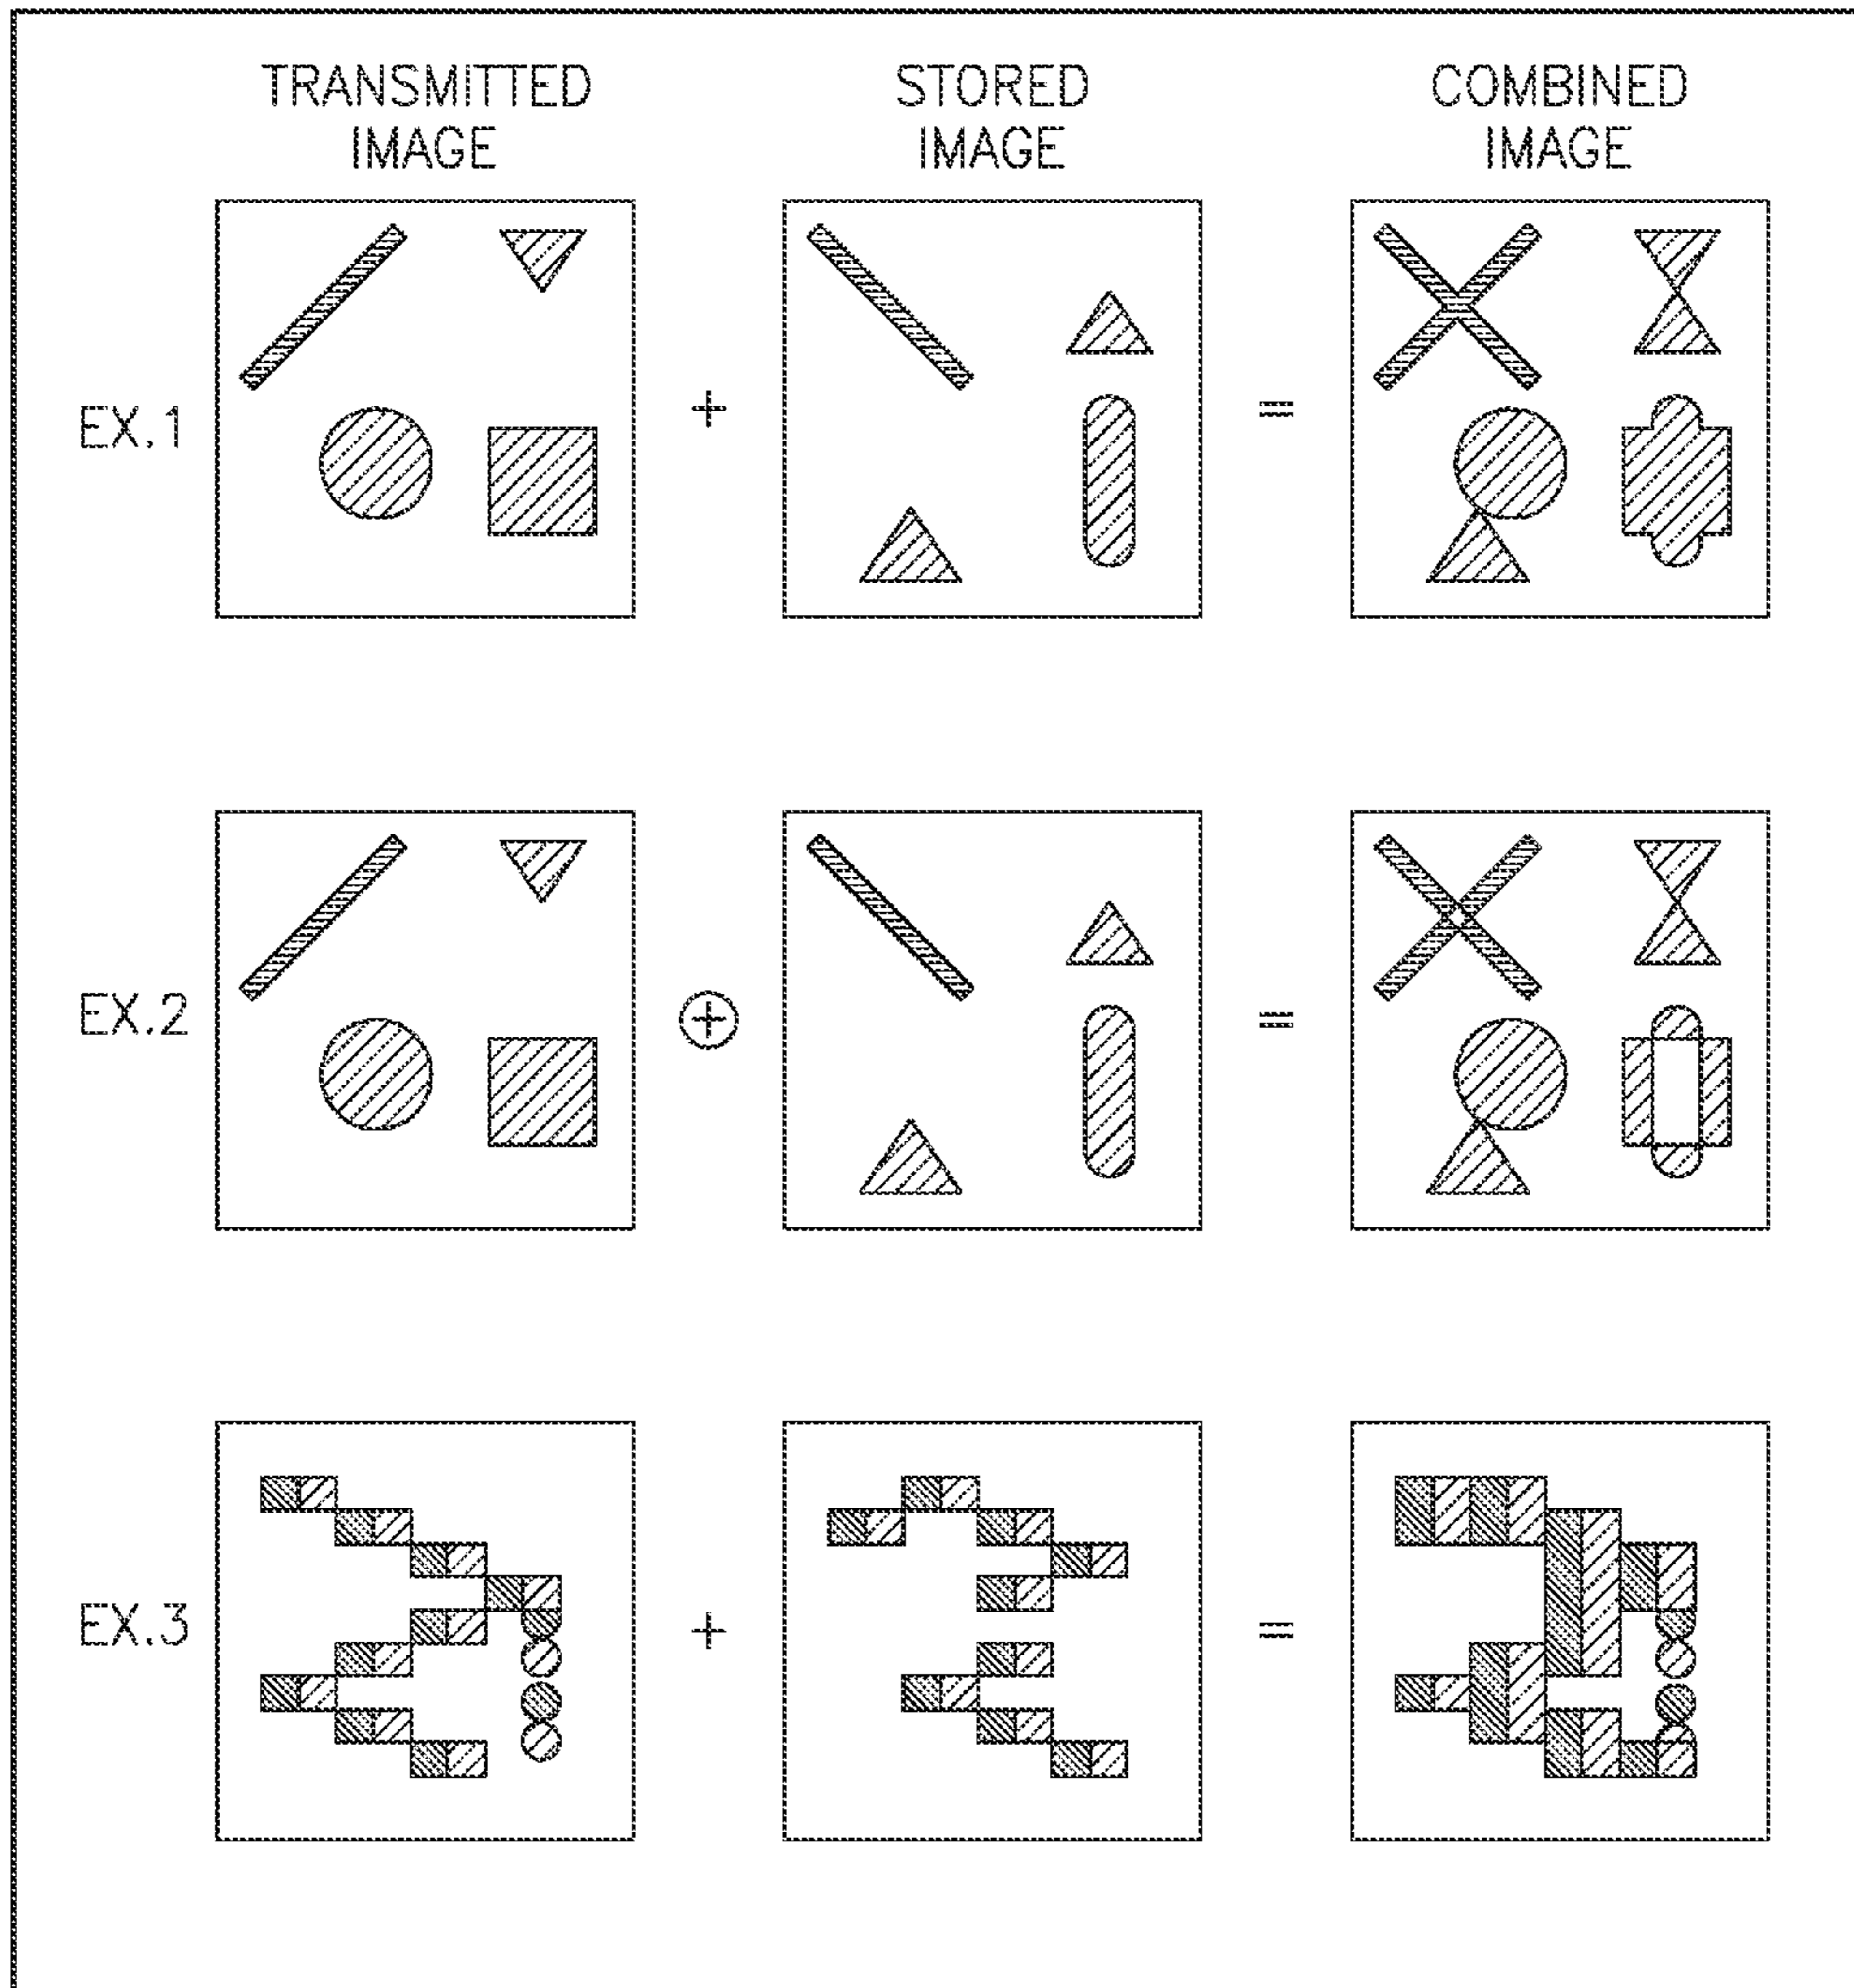 TRANSMITTED IMAGE
STORED IMAGE
COMBINED IMAGE
EX.1 + =
EX.2 ⊕ =
EX.3 + =